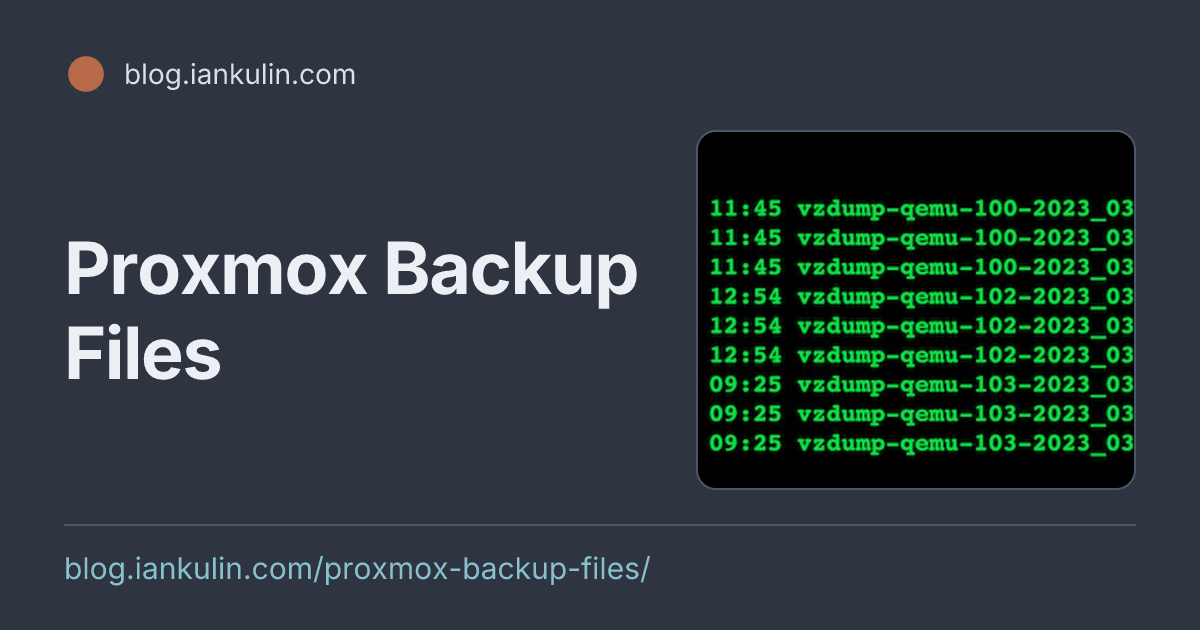 blog.iankulin.com
Proxmox Backup
Files
11:45 vzdump-qemu-100-2023_03
11:45 vzdump-qemu-100-2023_03
11:45 vzdump-qemu-100-2023_03
12:54 vzdump-qemu-102-2023_03
12:54 vzdump-qemu-102-2023_03
12:54 vzdump-qemu-102-2023_03
09:25 vzdump-qemu-103-2023_03
09:25 vzdump-qemu-103-2023_03
09:25 vzdump-qemu-103-2023_03
blog.iankulin.com/proxmox-backup-files/